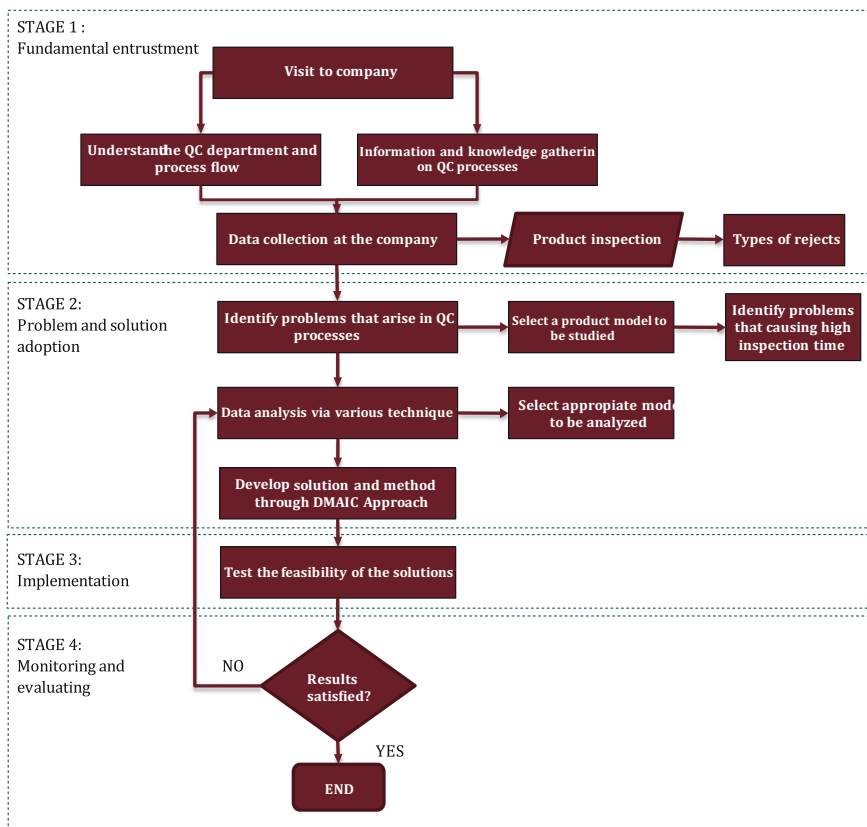 STAGE 1 :
Fundamental entrustment
Visit to company
Understand the QC department and
process flow
Information and knowledge gatherin
on QC processes
Data collection at the company
Product inspection
Types of rejects
STAGE 2:
Problem and solution
adoption
Identify problems that arise in QC
processes
Select a product model to
be studied
Identify problems
that causing high
inspection time
Data analysis via various technique
Select appropiate mode
to be analyzed
Develop solution and method
through DMAIC Approach
STAGE 3:
Implementation
Test the feasibility of the solutions
STAGE 4:
Monitoring and
evaluating
NO
Results
satisfied?
YES
END